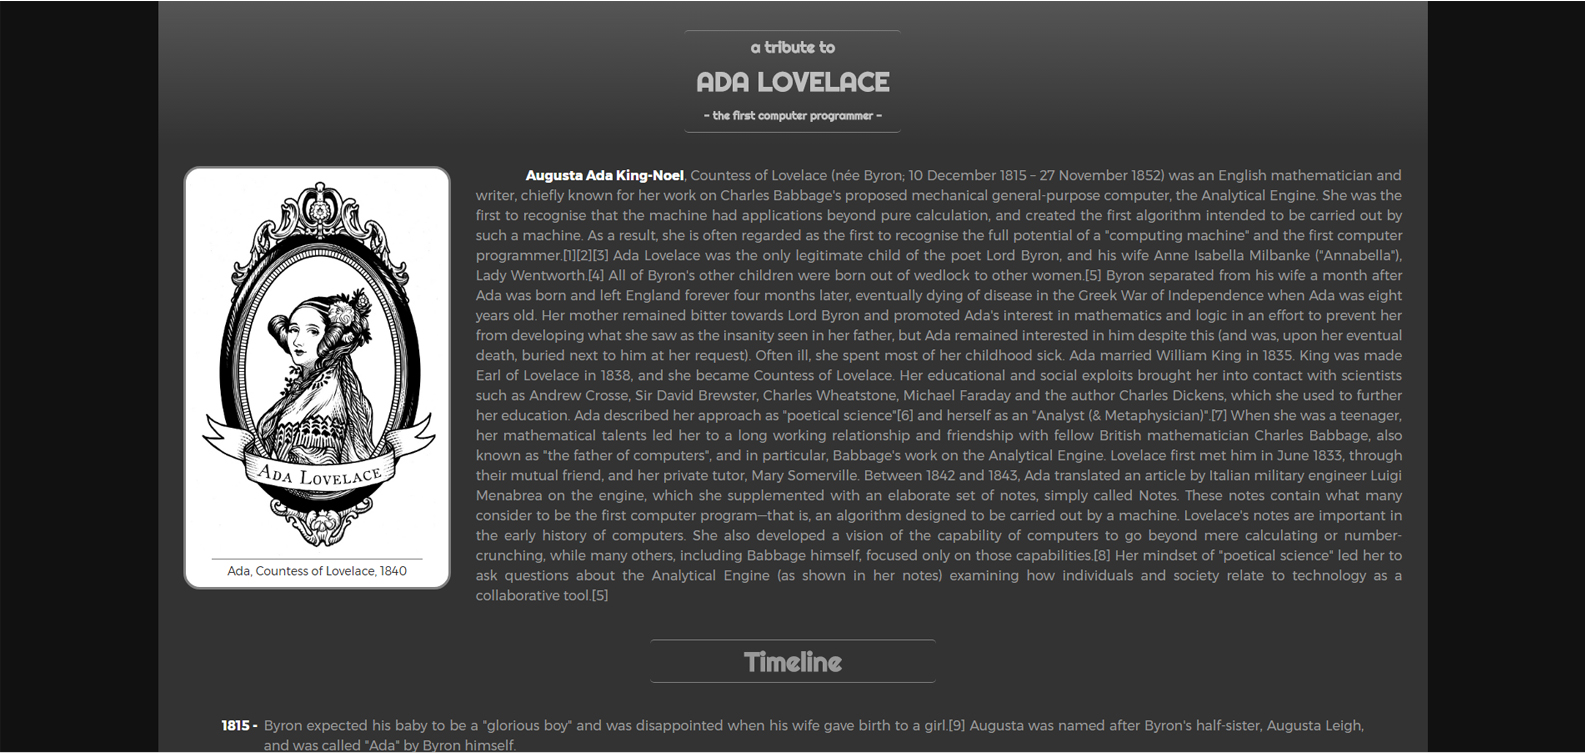 a tribute to
ADA LOVELACE
- the first computer programmer -
ADA LOVELACE
Ada, Countess of Lovelace, 1840
Augusta Ada King-Noel, Countess of Lovelace (née Byron; 10 December 1815 – 27 November 1852) was an English mathematician and
writer, chiefly known for her work on Charles Babbage's proposed mechanical general-purpose computer, the Analytical Engine. She was the
first to recognise that the machine had applications beyond pure calculation, and created the first algorithm intended to be carried out by
such a machine. As a result, she is often regarded as the first to recognise the full potential of a "computing machine" and the first computer
programmer.[1][2][3] Ada Lovelace was the only legitimate child of the poet Lord Byron, and his wife Anne Isabella Milbanke ("Annabella"),
Lady Wentworth.[4] All of Byron's other children were born out of wedlock to other women.[5] Byron separated from his wife a month after
Ada was born and left England forever four months later, eventually dying of disease in the Greek War of Independence when Ada was eight
years old. Her mother remained bitter towards Lord Byron and promoted Ada's interest in mathematics and logic in an effort to prevent her
from developing what she saw as the insanity seen in her father, but Ada remained interested in him despite this (and was, upon her eventual
death, buried next to him at her request). Often ill, she spent most of her childhood sick. Ada married William King in 1835. King was made
Earl of Lovelace in 1838, and she became Countess of Lovelace. Her educational and social exploits brought her into contact with scientists
such as Andrew Crosse, Sir David Brewster, Charles Wheatstone, Michael Faraday and the author Charles Dickens, which she used to further
her education. Ada described her approach as "poetical science"[6] and herself as an "Analyst (& Metaphysician)".[7] When she was a teenager,
her mathematical talents led her to a long working relationship and friendship with fellow British mathematician Charles Babbage, also
known as "the father of computers", and in particular, Babbage's work on the Analytical Engine. Lovelace first met him in June 1833, through
their mutual friend, and her private tutor, Mary Somerville. Between 1842 and 1843, Ada translated an article by Italian military engineer Luigi
Menabrea on the engine, which she supplemented with an elaborate set of notes, simply called Notes. These notes contain what many
consider to be the first computer program—that is, an algorithm designed to be carried out by a machine. Lovelace's notes are important in
the early history of computers. She also developed a vision of the capability of computers to go beyond mere calculating or number-
crunching, while many others, including Babbage himself, focused only on those capabilities.[8] Her mindset of "poetical science" led her to
ask questions about the Analytical Engine (as shown in her notes) examining how individuals and society relate to technology as a
collaborative tool.[5]
Timeline
1815 - Byron expected his baby to be a "glorious boy" and was disappointed when his wife gave birth to a girl.[9] Augusta was named after Byron's half-sister, Augusta Leigh,
and was called "Ada" by Byron himself.